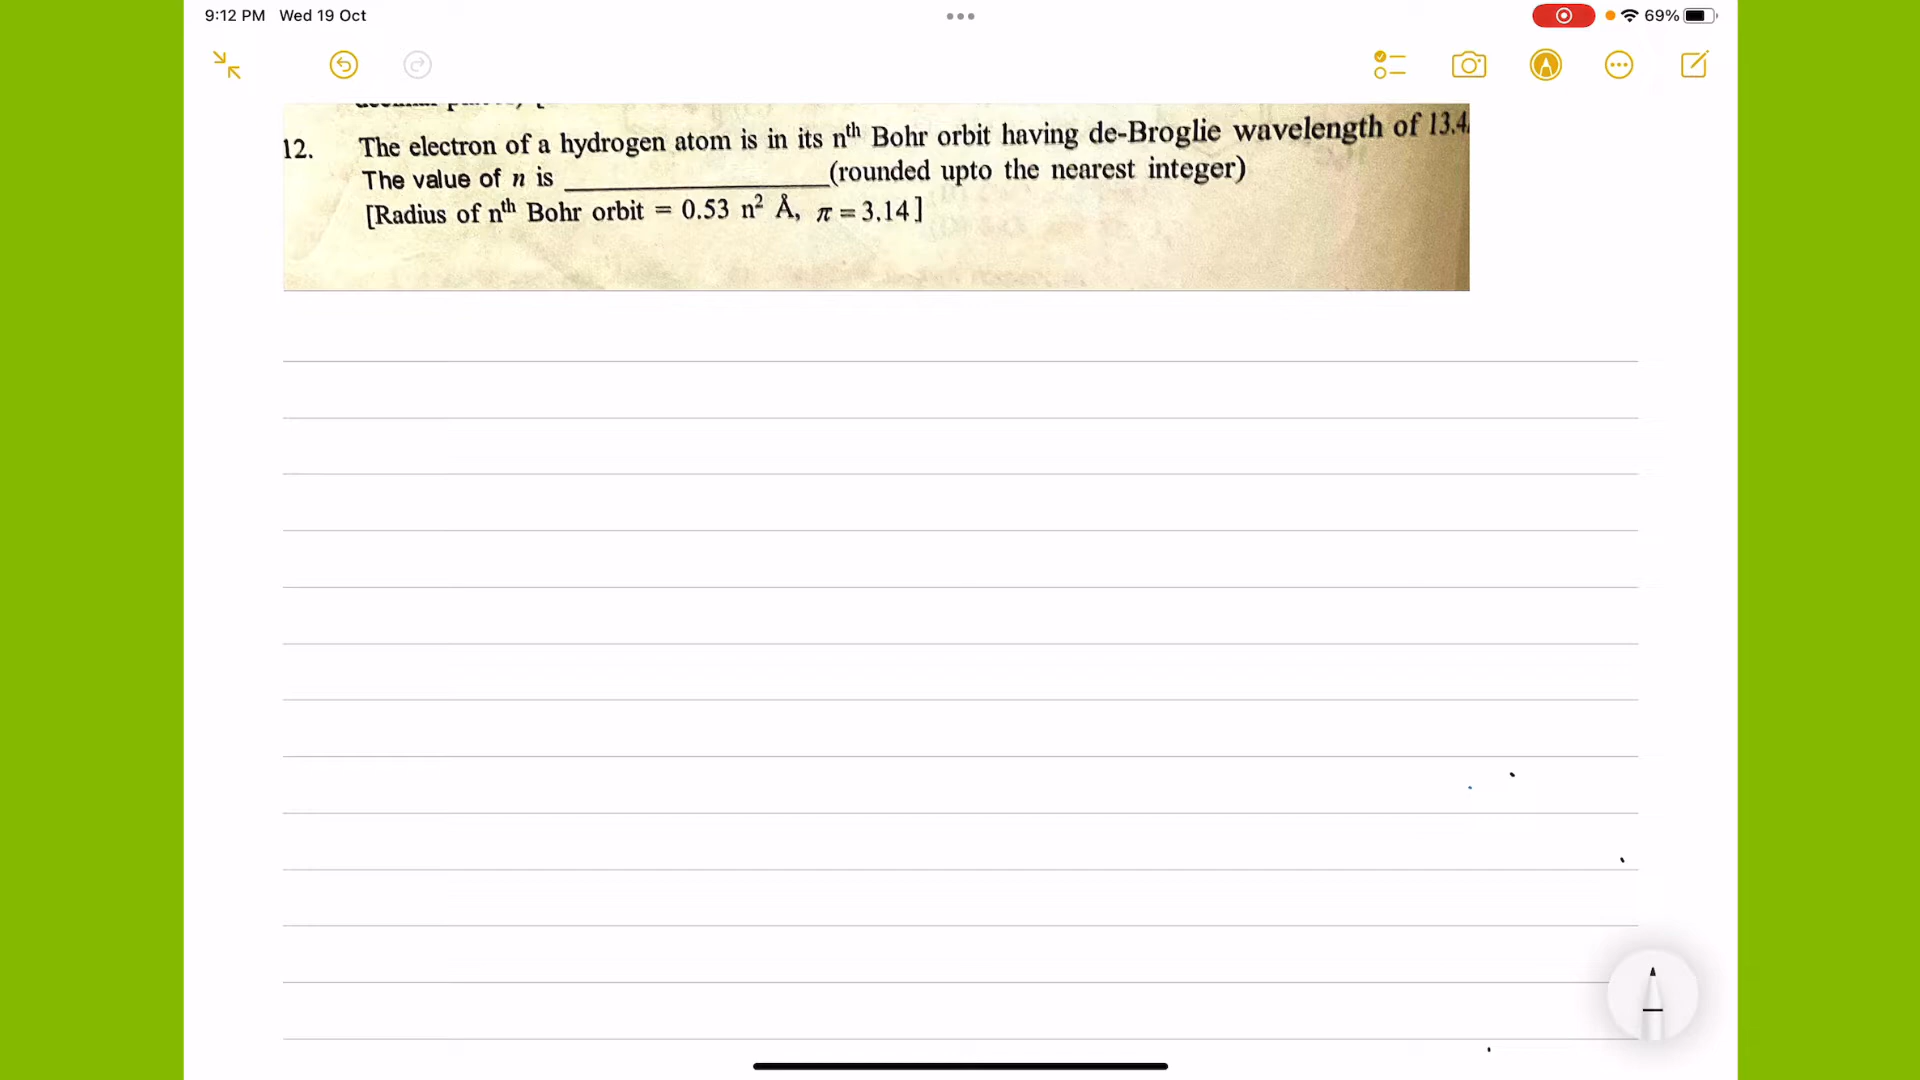 9:12 PM Wed 19 Oct
69%
12. The electron of a hydrogen atom is in its nth Bohr orbit having de-Broglie wavelength of 13.4
The value of n is ____________________(rounded upto the nearest integer)
[Radius of nth Bohr orbit = 0.53 n² Å, π = 3.14]